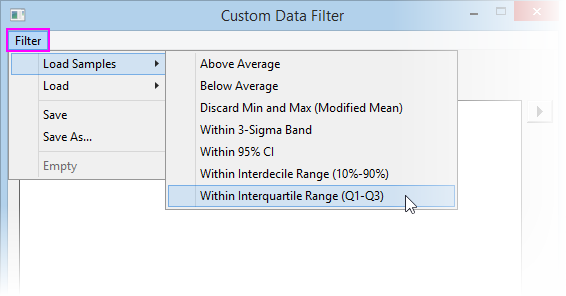 Custom Data Filter
Filter
Load Samples
Load
Save
Save As...
Empty
Above Average
Below Average
Discard Min and Max (Modified Mean)
Within 3-Sigma Band
Within 95% CI
Within Interdecile Range (10%-90%)
Within Interquartile Range (Q1-Q3)